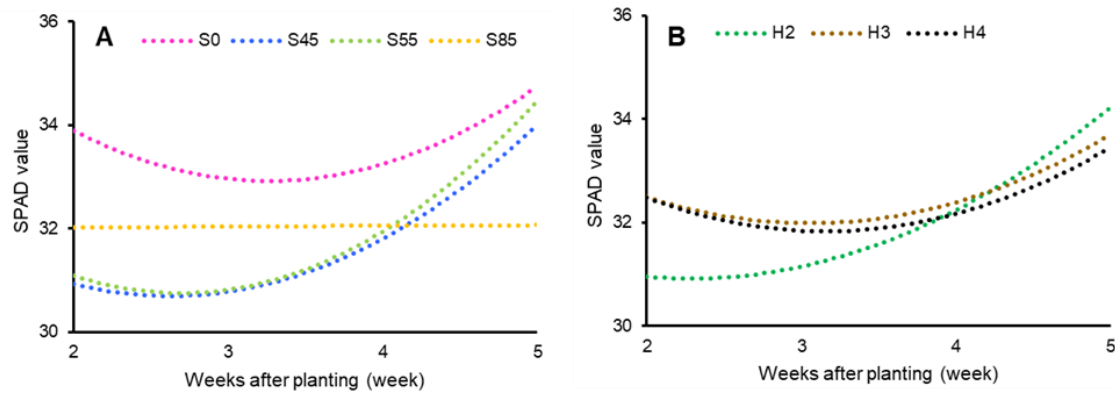 A
S0 S45 S55 S85
36
34
32
30
SPAD value
2 3 4 5
Weeks after planting (week)
B
H2 H3 H4
36
34
32
30
SPAD value
2 3 4 5
Weeks after planting (week)